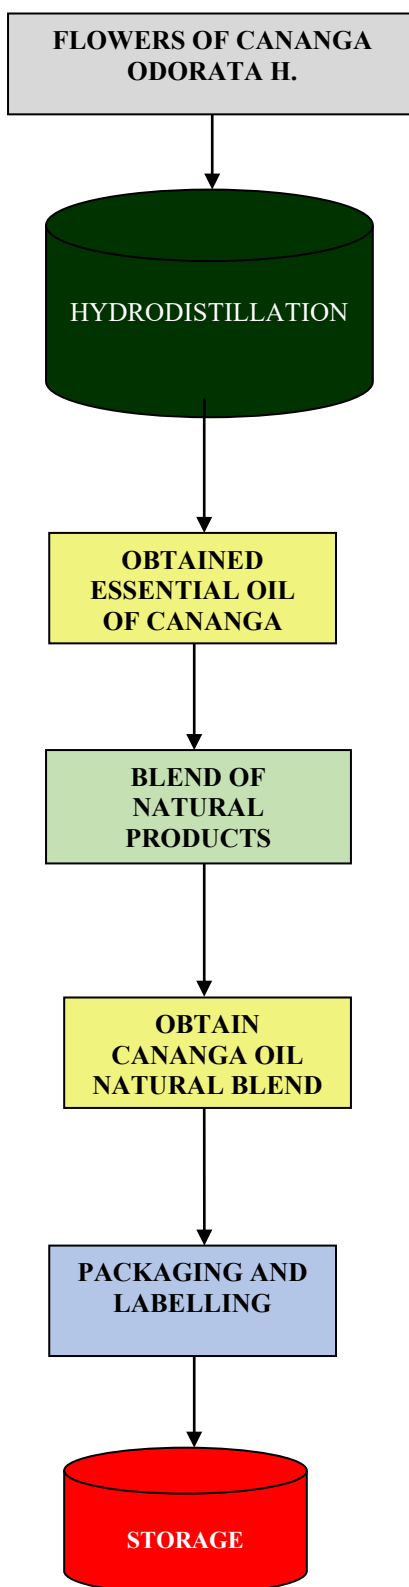 FLOWERS OF CANANGA
ODORATA H.
HYDRODISTILLATION
OBTAINED
ESSENTIAL OIL
OF CANANGA
BLEND OF
NATURAL
PRODUCTS
OBTAIN
CANANGA OIL
NATURAL BLEND
PACKAGING AND
LABELLING
STORAGE